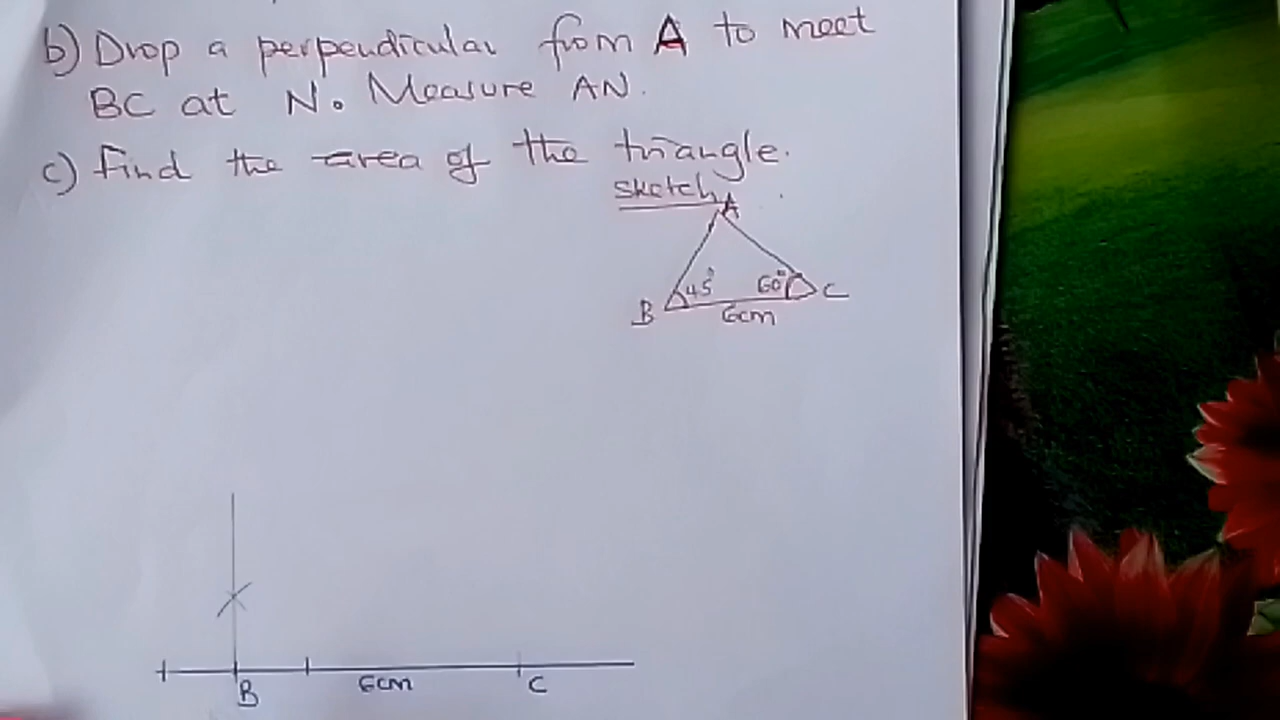 b) Drop a perpendicular from A to meet
BC at N. Measure AN.
c) Find the area of the triangle.
sketch
A
45° 60°
B C
6cm
B 6cm C